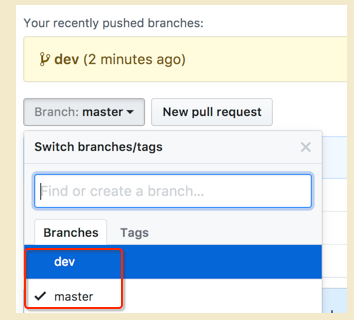 Your recently pushed branches:
dev (2 minutes ago)
Branch: master New pull request
Switch branches/tags
Find or create a branch...
Branches Tags
dev
master